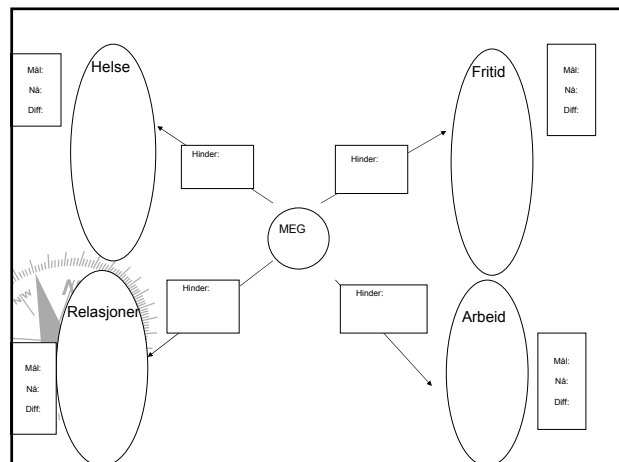 Helse
Mål:
Nå:
Diff:
Hinder:
Fritid
Mål:
Nå:
Diff:
Hinder:
MEG
Relasjoner
Mål:
Nå:
Diff:
Hinder:
Arbeid
Mål:
Nå:
Diff:
Hinder:
NW